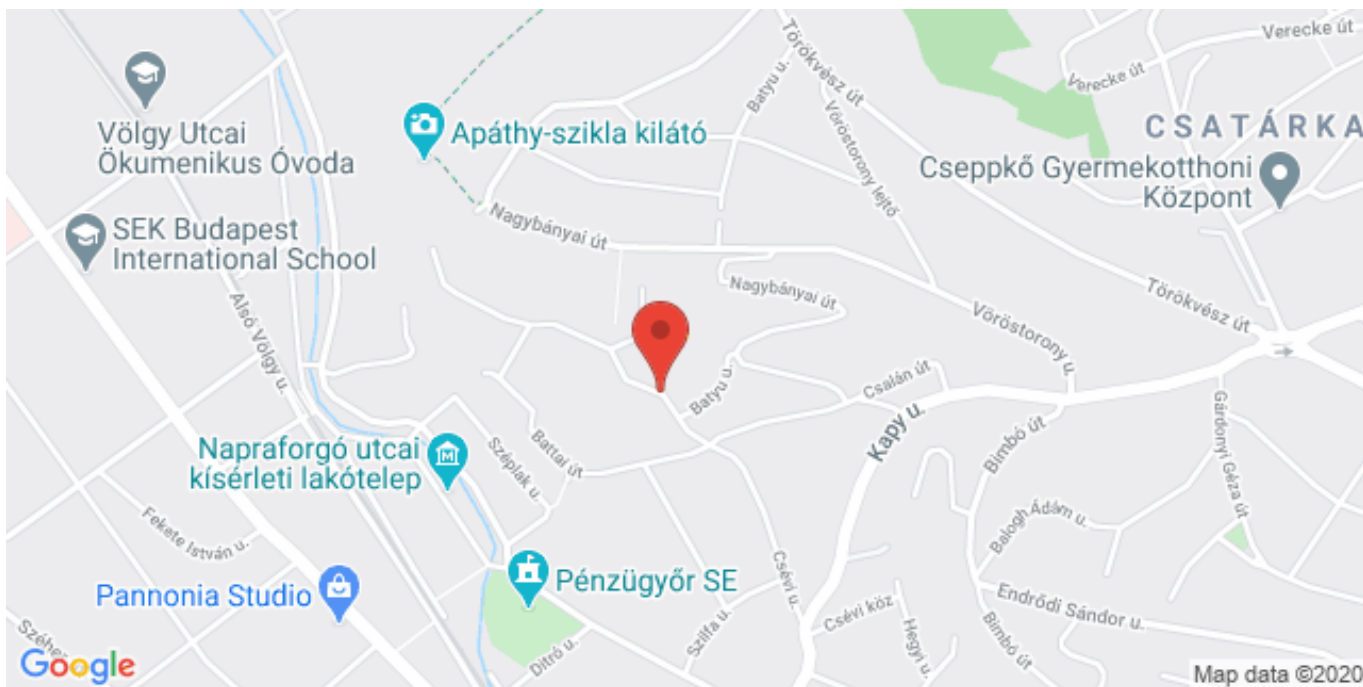 Törökvész út
Verecke út
Batyu u.
Verecke út
Völgy Utcai
Ökumenikus Óvoda
Apáthy-szikla kilátó
Vöröstorony lejtő
CSATÁRKA
Cseppkő Gyermekotthoni
Központ
SEK Budapest
International School
Nagybányai út
Nagybányai út
Törökvész út
Alsó Völgy u.
Vöröstorony u.
Batyu u.
Csalán út
Kapy u.
Bimbó út
Gárdonyi Géza út
Napraforgó utcai
kísérleti lakótelep
Széplak u.
Battai út
Fekete István u.
Balogh Ádám u.
Pannonia Studio
Pénzügyőr SE
Csévi u.
Endrődi Sándor u.
Csévi köz
Szilfa u.
Hegyi u.
Bimbó út
Ditró u.
Google
Map data ©2020